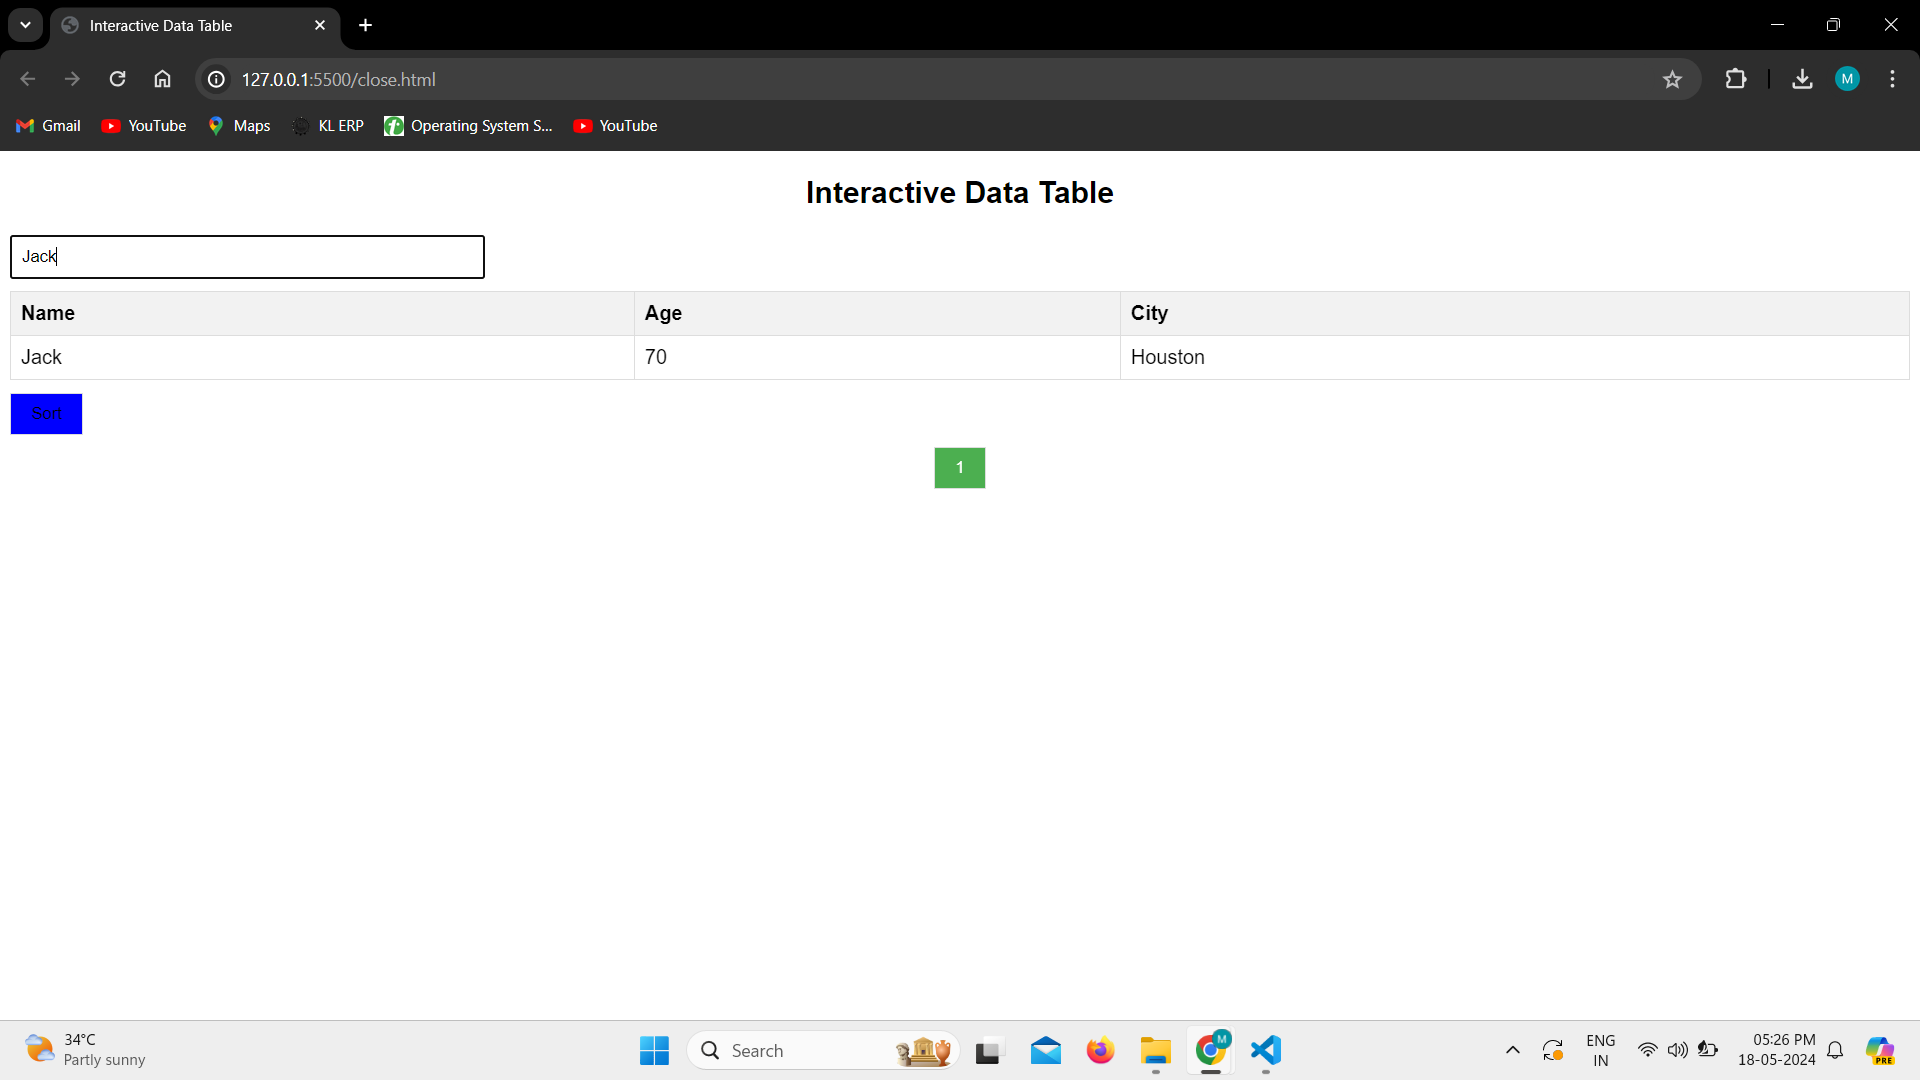 Interactive Data Table
127.0.0.1:5500/close.html
M
Gmail YouTube Maps KL ERP Operating System S... YouTube
Interactive Data Table
Jack
Name Age City
Jack 70 Houston
Sort
1
34°C
Partly sunny
Search
M
ENG
IN
05:26 PM
18-05-2024
PRE